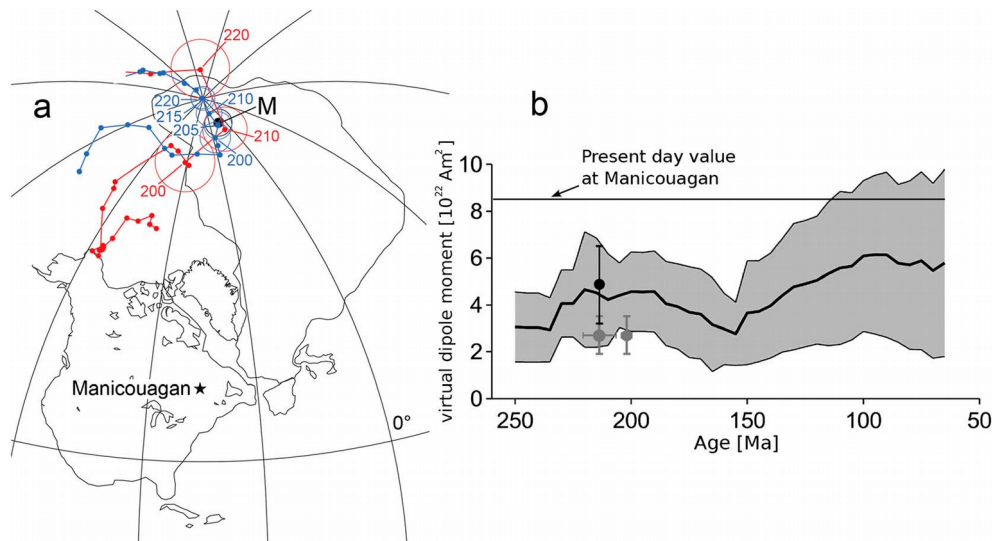 a
220
220
215
205
210
M
210
200
200
Manicouagan
0°
b
Present day value
at Manicouagan
virtual dipole moment [10²² Am²]
10
8
6
4
2
0
250
200
150
100
50
Age [Ma]